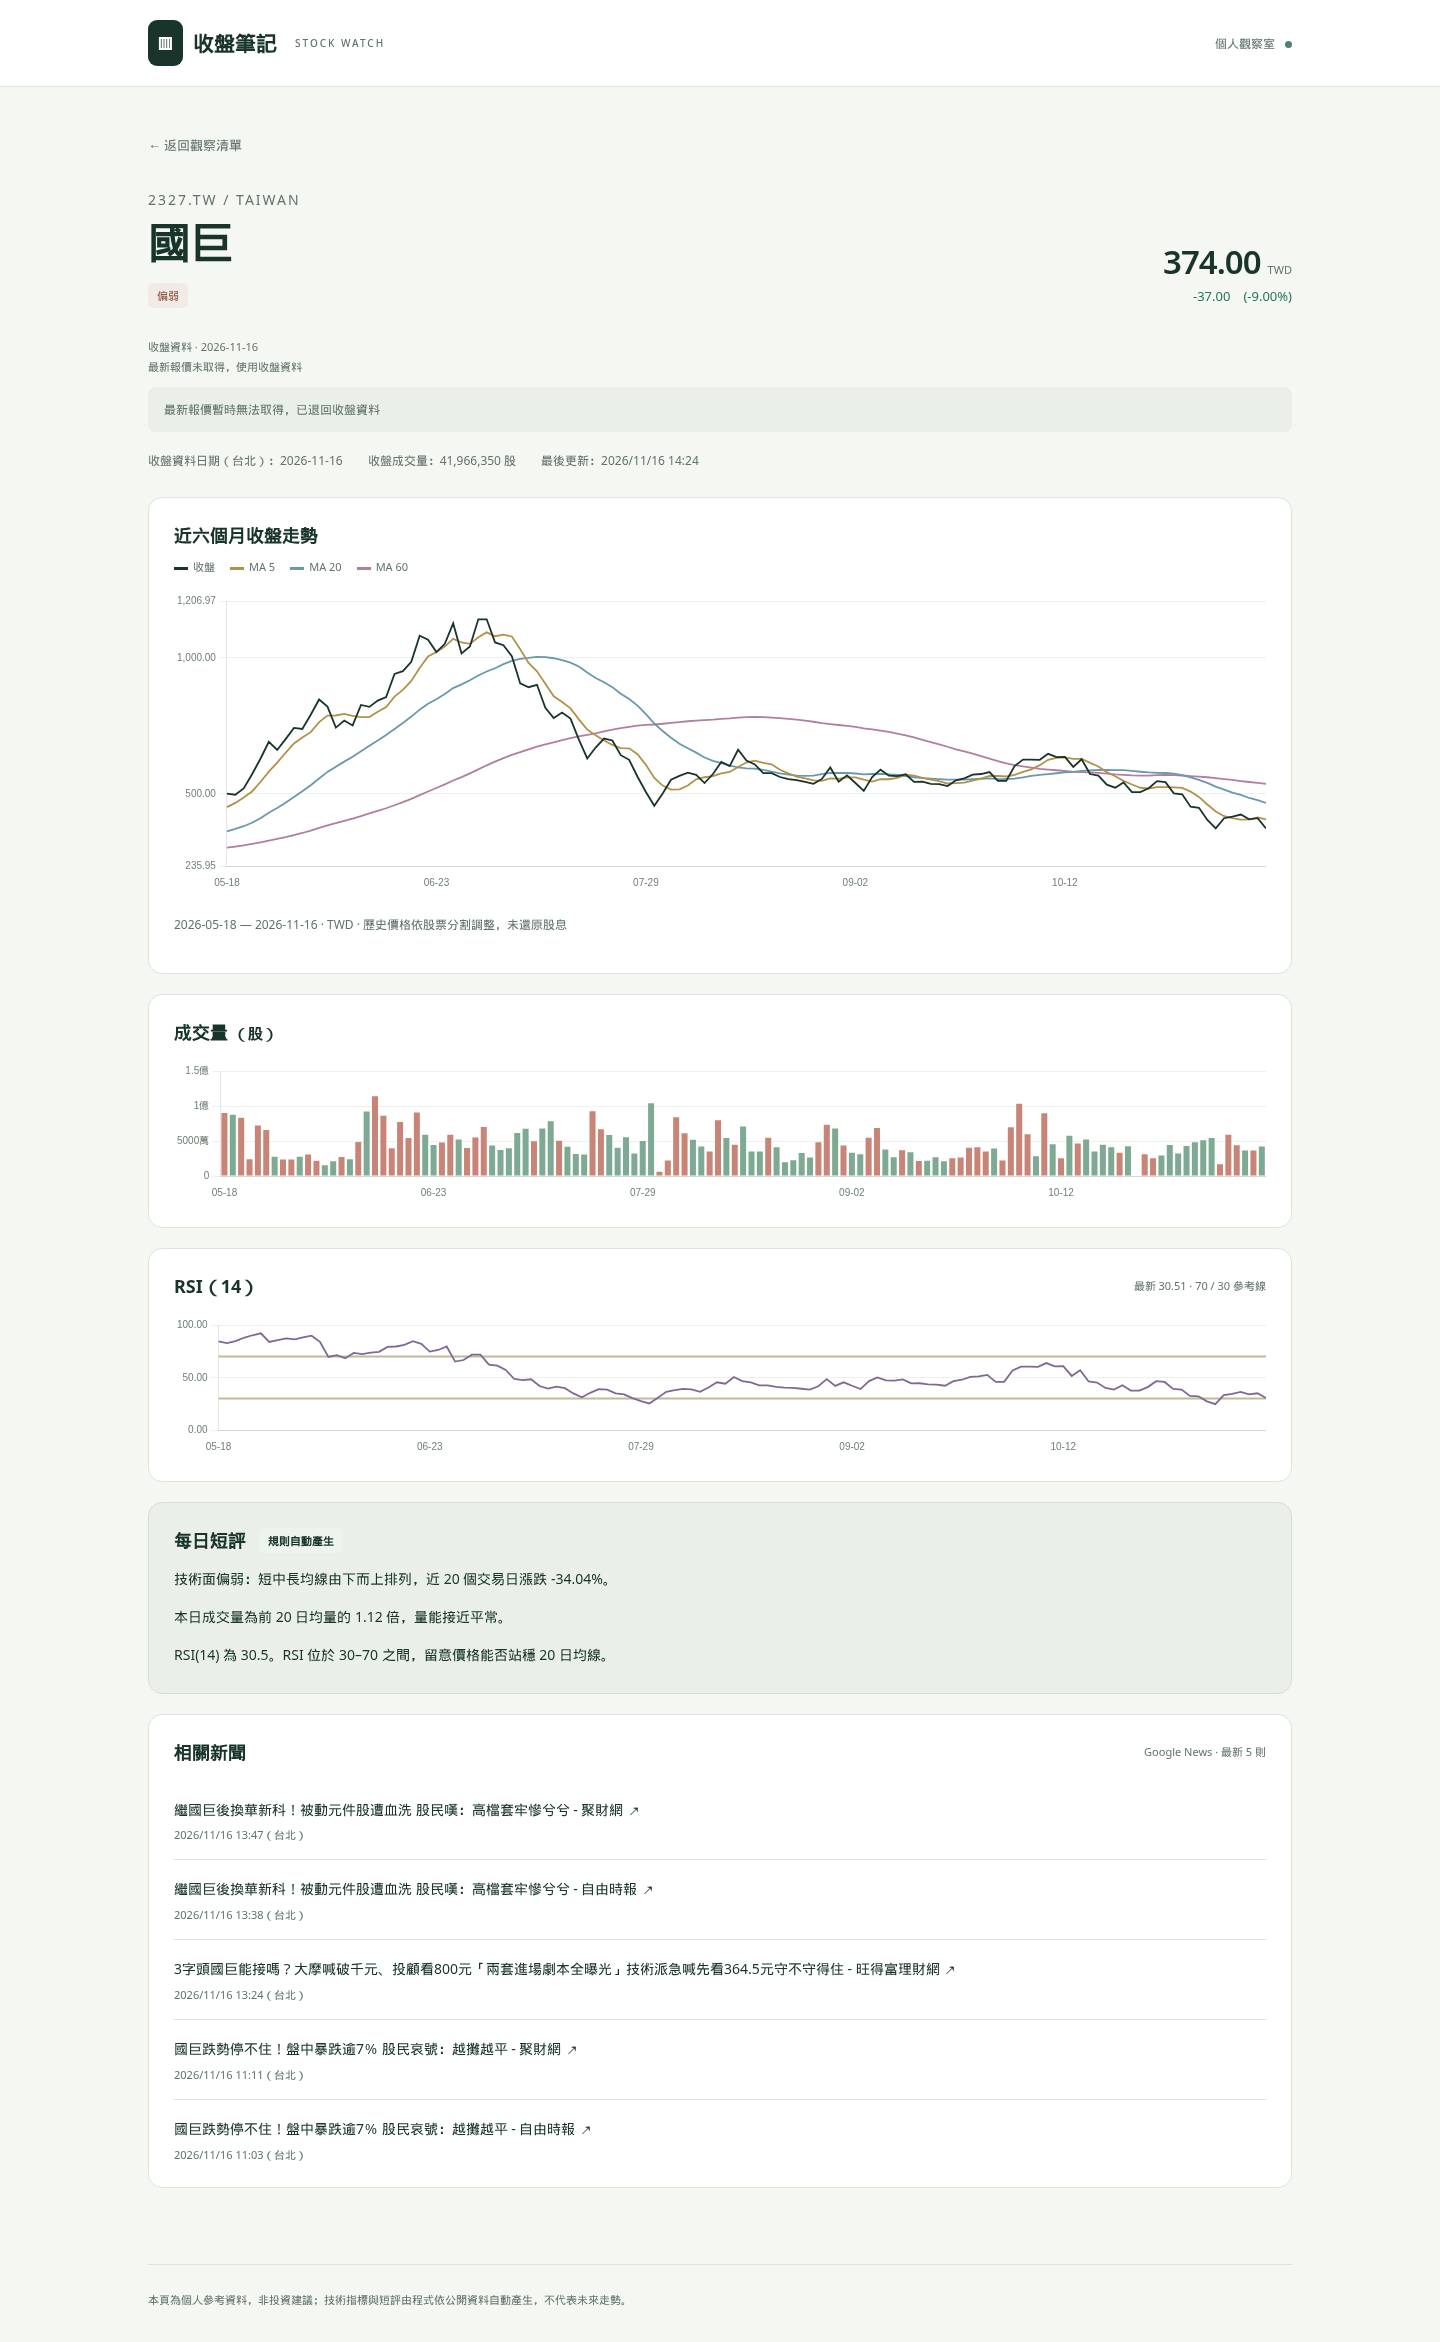 收盤筆記 STOCK WATCH 個人觀察室
← 返回觀察清單
2327.TW / TAIWAN
國巨
374.00 TWD
偏弱
-37.00 (-9.00%)
收盤資料 · 2026-11-16
最新報價未取得，使用收盤資料
最新報價暫時無法取得，已退回收盤資料
收盤資料日期（台北）：2026-11-16 收盤成交量：41,966,350 股 最後更新：2026/11/16 14:24
近六個月收盤走勢
收盤 MA 5 MA 20 MA 60
1,206.97
1,000.00
500.00
235.95
05-18 06-23 07-29 09-02 10-12
2026-05-18 — 2026-11-16 · TWD · 歷史價格依股票分割調整，未還原股息
成交量（股）
1.5億
1億
5000萬
0
05-18 06-23 07-29 09-02 10-12
RSI（14） 最新 30.51 · 70 / 30 參考線
100.00
50.00
0.00
05-18 06-23 07-29 09-02 10-12
每日短評 規則自動產生
技術面偏弱：短中長均線由下而上排列，近 20 個交易日漲跌 -34.04%。
本日成交量為前 20 日均量的 1.12 倍，量能接近平常。
RSI(14) 為 30.5。RSI 位於 30–70 之間，留意價格能否站穩 20 日均線。
相關新聞 Google News · 最新 5 則
繼國巨後換華新科！被動元件股遭血洗 股民嘆：高檔套牢慘兮兮 - 聚財網 ↗
2026/11/16 13:47（台北）
繼國巨後換華新科！被動元件股遭血洗 股民嘆：高檔套牢慘兮兮 - 自由時報 ↗
2026/11/16 13:38（台北）
3字頭國巨能接嗎？大摩喊破千元、投顧看800元「兩套進場劇本全曝光」技術派急喊先看364.5元守不守得住 - 旺得富理財網 ↗
2026/11/16 13:24（台北）
國巨跌勢停不住！盤中暴跌逾7% 股民哀號：越攤越平 - 聚財網 ↗
2026/11/16 11:11（台北）
國巨跌勢停不住！盤中暴跌逾7% 股民哀號：越攤越平 - 自由時報 ↗
2026/11/16 11:03（台北）
本頁為個人參考資料，非投資建議；技術指標與短評由程式依公開資料自動產生，不代表未來走勢。